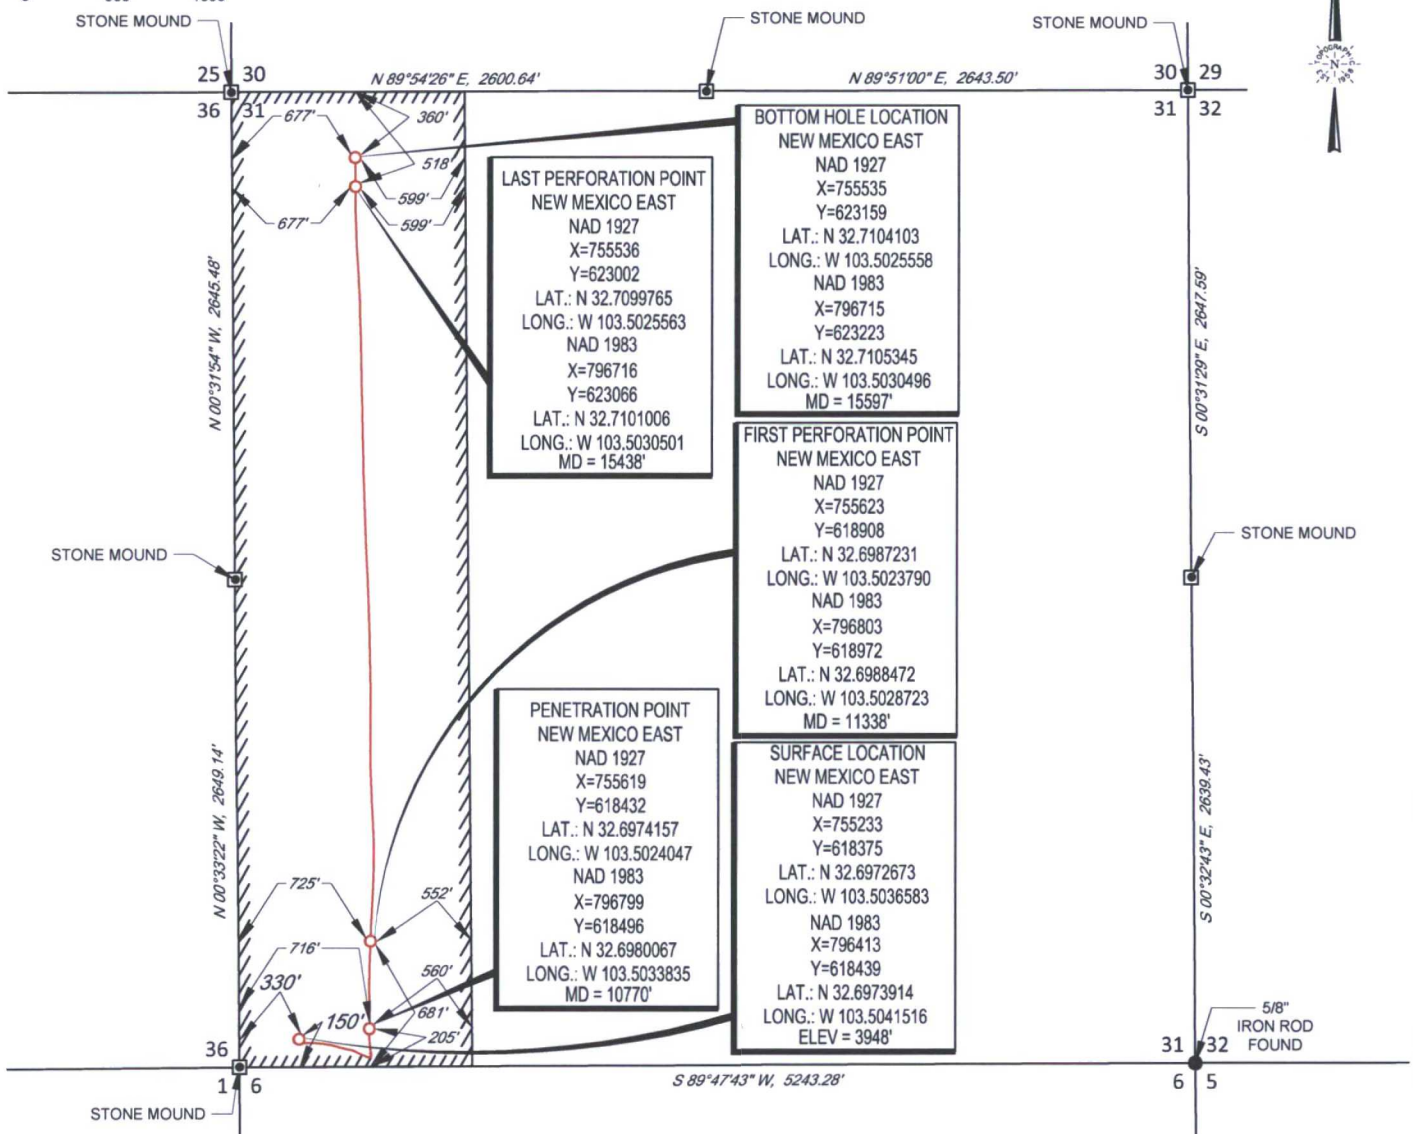 STONE MOUND
STONE MOUND
STONE MOUND
25 30
36 31
N 89°54'26" E, 2600.64'
N 89°51'00" E, 2643.50'
30 29
31 32
N
677'
360'
518'
599'
677'
599'
LAST PERFORATION POINT
NEW MEXICO EAST
NAD 1927
X=755536
Y=623002
LAT.: N 32.7099765
LONG.: W 103.5025563
NAD 1983
X=796716
Y=623066
LAT.: N 32.7101006
LONG.: W 103.5030501
MD = 15438'
BOTTOM HOLE LOCATION
NEW MEXICO EAST
NAD 1927
X=755535
Y=623159
LAT.: N 32.7104103
LONG.: W 103.5025558
NAD 1983
X=796715
Y=623223
LAT.: N 32.7105345
LONG.: W 103.5030496
MD = 15597'
N 00°31'54" W, 2645.48'
S 00°31'29" E, 2647.59'
FIRST PERFORATION POINT
NEW MEXICO EAST
NAD 1927
X=755623
Y=618908
LAT.: N 32.6987231
LONG.: W 103.5023790
NAD 1983
X=796803
Y=618972
LAT.: N 32.6988472
LONG.: W 103.5028723
MD = 11338'
STONE MOUND
STONE MOUND
PENETRATION POINT
NEW MEXICO EAST
NAD 1927
X=755619
Y=618432
LAT.: N 32.6974157
LONG.: W 103.5024047
NAD 1983
X=796799
Y=618496
LAT.: N 32.6980067
LONG.: W 103.5033835
MD = 10770'
SURFACE LOCATION
NEW MEXICO EAST
NAD 1927
X=755233
Y=618375
LAT.: N 32.6972673
LONG.: W 103.5036583
NAD 1983
X=796413
Y=618439
LAT.: N 32.6973914
LONG.: W 103.5041516
ELEV = 3948'
N 00°33'22" W, 2649.14'
S 00°32'43" E, 2639.43'
725'
552'
716'
560'
330'
150'
681'
205'
36
1 6
STONE MOUND
S 89°47'43" W, 5243.28'
5/8"
IRON ROD
FOUND
31 32
6 5